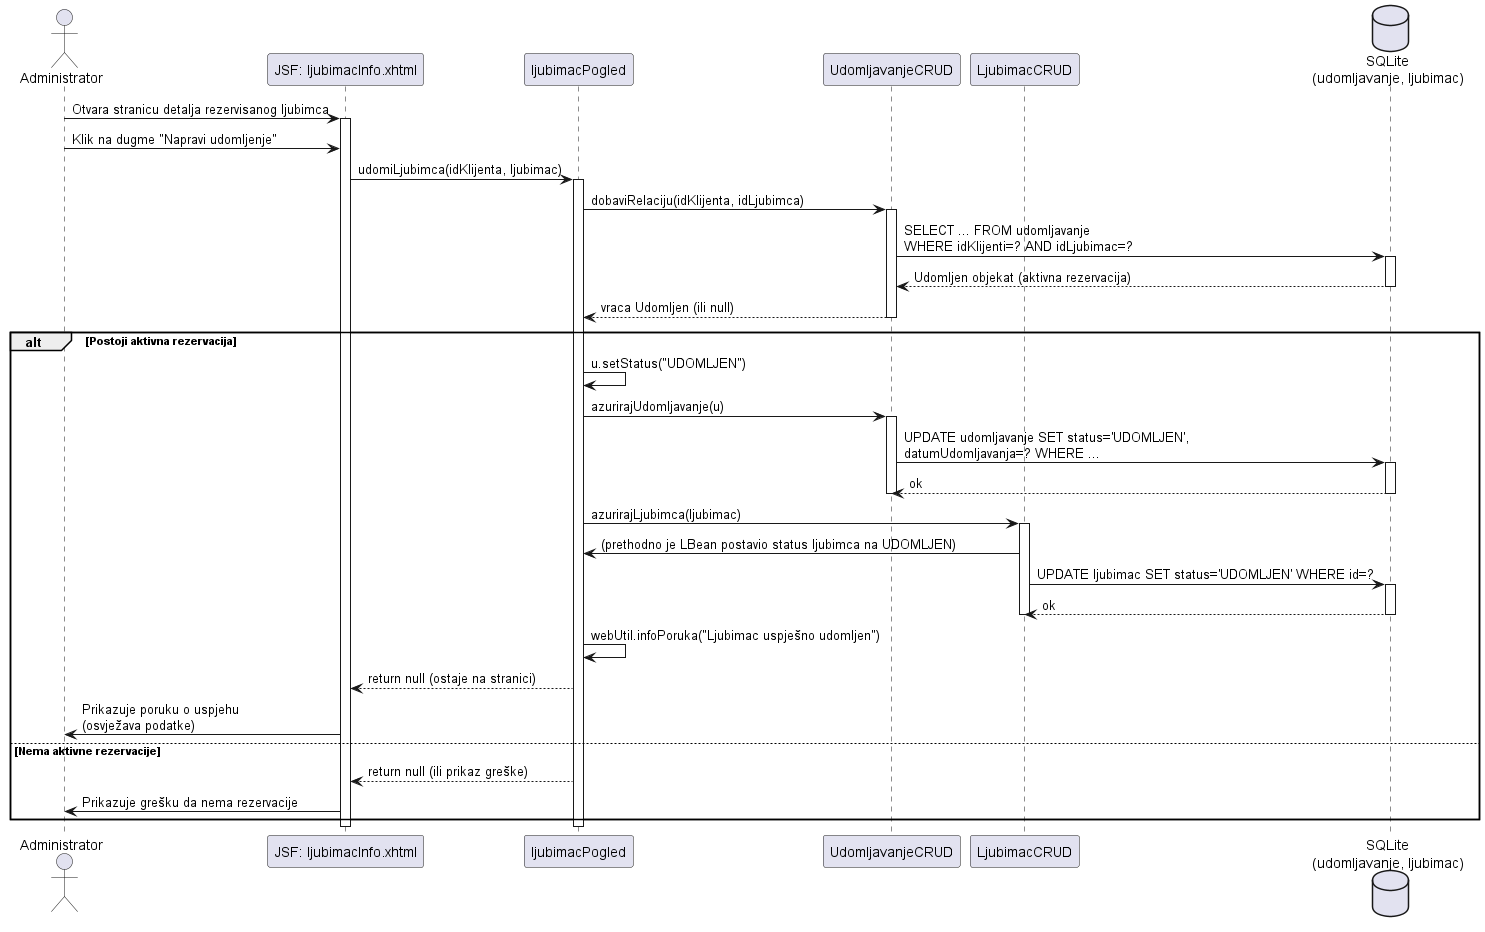 Administrator
JSF: ljubimacInfo.xhtml
ljubimacPogled
UdomljavanjeCRUD
LjubimacCRUD
SQLite
(udomljavanje, ljubimac)
Otvara stranicu detalja rezervisanog ljubimca
Klik na dugme "Napravi udomljenje"
udomiLjubimca(idKlijenta, ljubimac)
dobaviRelaciju(idKlijenta, idLjubimca)
SELECT ... FROM udomljavanje
WHERE idKlijenti=? AND idLjubimac=?
Udomljen objekat (aktivna rezervacija)
vraca Udomljen (ili null)
alt
[Postoji aktivna rezervacija]
u.setStatus("UDOMLJEN")
azurirajUdomljavanje(u)
UPDATE udomljavanje SET status='UDOMLJEN',
datumUdomljavanja=? WHERE ...
ok
azurirajLjubimca(ljubimac)
(prethodno je LBean postavio status ljubimca na UDOMLJEN)
UPDATE ljubimac SET status='UDOMLJEN' WHERE id=?
ok
webUtil.infoPoruka("Ljubimac uspješno udomljen")
return null (ostaje na stranici)
Prikazuje poruku o uspjehu
(osvježava podatke)
[Nema aktivne rezervacije]
return null (ili prikaz greške)
Prikazuje grešku da nema rezervacije
Administrator
JSF: ljubimacInfo.xhtml
ljubimacPogled
UdomljavanjeCRUD
LjubimacCRUD
SQLite
(udomljavanje, ljubimac)